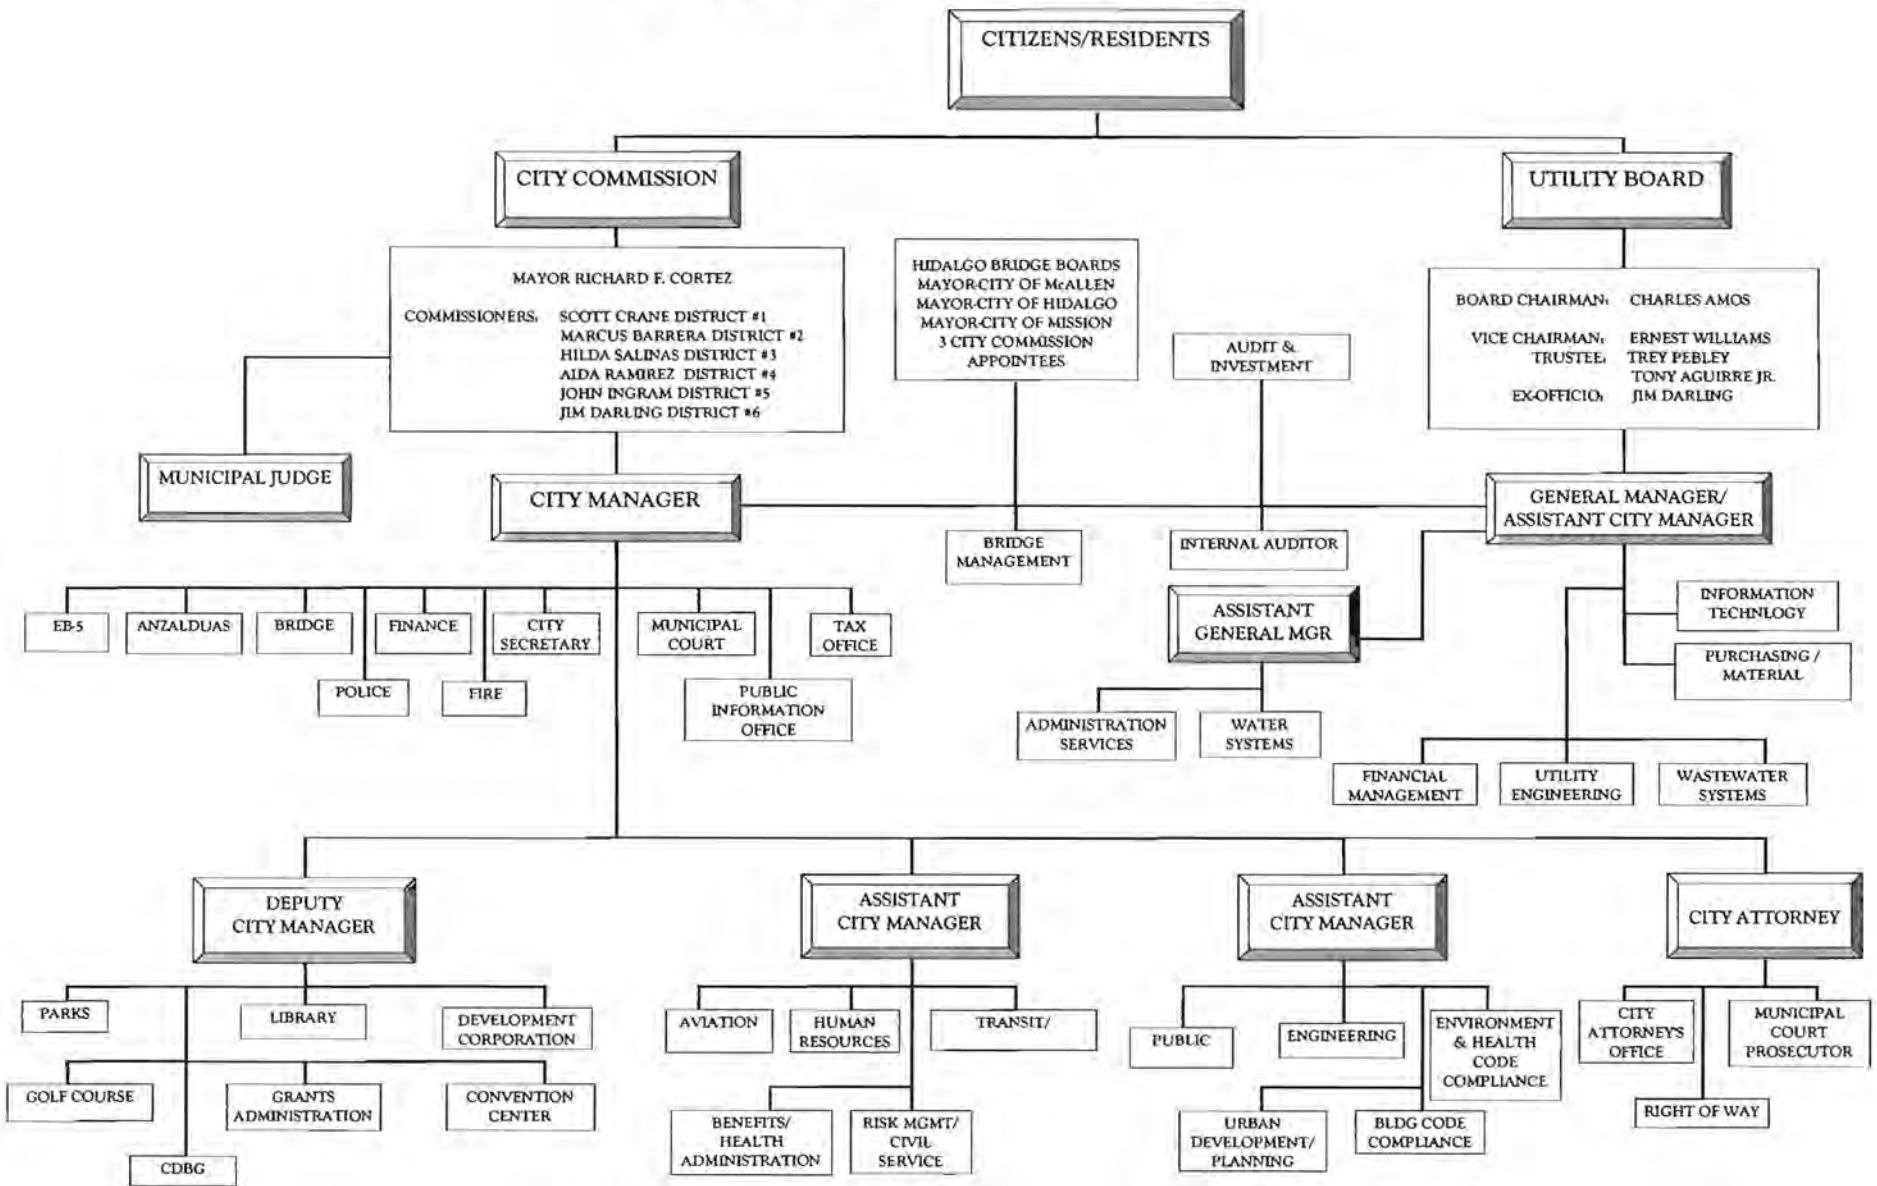 CITIZENS/RESIDENTS
CITY COMMISSION
UTILITY BOARD
MAYOR RICHARD F. CORTEZ
COMMISSIONERS: SCOTT CRANE DISTRICT #1
MARCUS BARRERA DISTRICT #2
HILDA SALINAS DISTRICT #3
AIDA RAMIREZ DISTRICT #4
JOHN INGRAM DISTRICT #5
JIM DARLING DISTRICT #6
HIDALGO BRIDGE BOARDS
MAYOR-CITY OF McALLEN
MAYOR-CITY OF HIDALGO
MAYOR-CITY OF MISSION
3 CITY COMMISSION
APPOINTEES
AUDIT &
INVESTMENT
BOARD CHAIRMAN: CHARLES AMOS
VICE CHAIRMAN: ERNEST WILLIAMS
TRUSTEE: TREY PEBLEY
TONY AGUIRRE JR.
EX-OFFICIO: JIM DARLING
MUNICIPAL JUDGE
CITY MANAGER
GENERAL MANAGER/
ASSISTANT CITY MANAGER
BRIDGE
MANAGEMENT
INTERNAL AUDITOR
EB-5
ANZALDUAS
BRIDGE
FINANCE
CITY
SECRETARY
MUNICIPAL
COURT
TAX
OFFICE
POLICE
FIRE
PUBLIC
INFORMATION
OFFICE
ASSISTANT
GENERAL MGR
INFORMATION
TECHNLOGY
PURCHASING /
MATERIAL
ADMINISTRATION
SERVICES
WATER
SYSTEMS
FINANCIAL
MANAGEMENT
UTILITY
ENGINEERING
WASTEWATER
SYSTEMS
DEPUTY
CITY MANAGER
ASSISTANT
CITY MANAGER
ASSISTANT
CITY MANAGER
CITY ATTORNEY
PARKS
LIBRARY
DEVELOPMENT
CORPORATION
GOLF COURSE
GRANTS
ADMINISTRATION
CONVENTION
CENTER
CDBG
AVIATION
HUMAN
RESOURCES
TRANSIT/
BENEFITS/
HEALTH
ADMINISTRATION
RISK MGMT/
CIVIL
SERVICE
PUBLIC
ENGINEERING
ENVIRONMENT
& HEALTH
CODE
COMPLIANCE
URBAN
DEVELOPMENT/
PLANNING
BLDG CODE
COMPLIANCE
CITY
ATTORNEY'S
OFFICE
MUNICIPAL
COURT
PROSECUTOR
RIGHT OF WAY